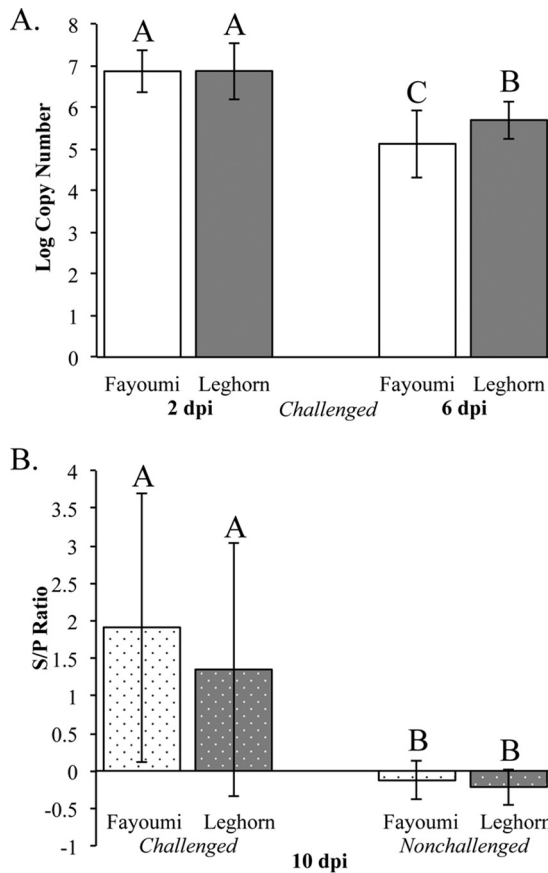 A.
Log Copy Number
8
7
6
5
4
3
2
1
0
A
A
C
B
Fayoumi Leghorn Fayoumi Leghorn
2 dpi Challenged 6 dpi
B.
S/P Ratio
4
3.5
3
2.5
2
1.5
1
0.5
0
-0.5
-1
A
A
B
B
Fayoumi Leghorn Fayoumi Leghorn
Challenged Nonchallenged
10 dpi